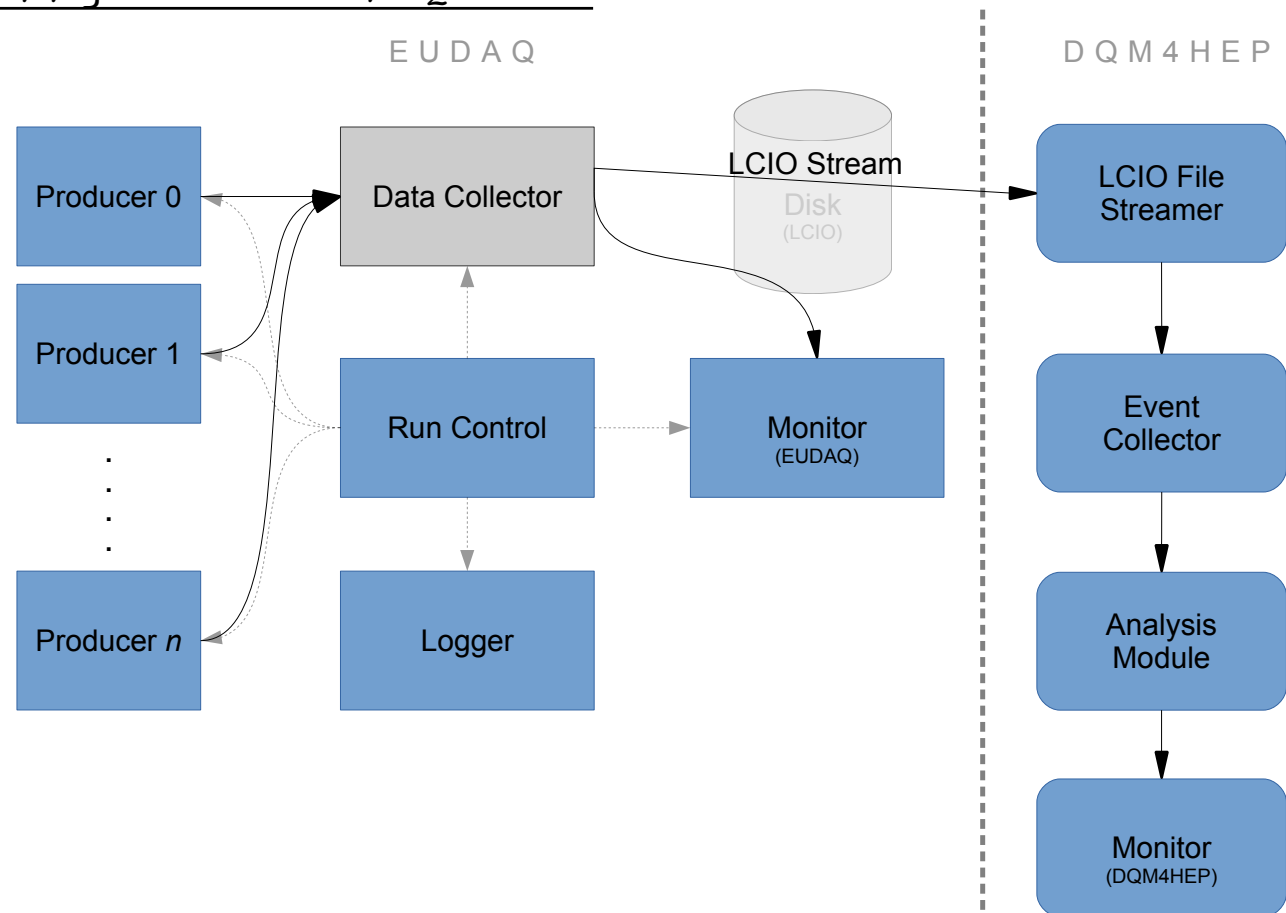 EUDAQ
DQM4HEP
Producer 0
Data Collector
LCIO Stream
Disk
(LCIO)
LCIO File
Streamer
Producer 1
Run Control
Monitor
(EUDAQ)
Event
Collector
.
.
.
.
Producer n
Logger
Analysis
Module
Monitor
(DQM4HEP)